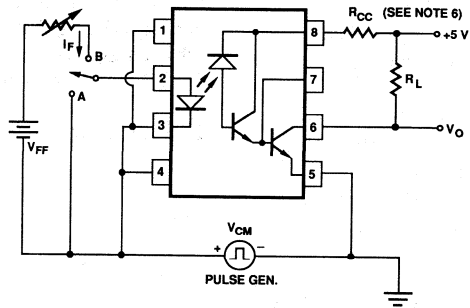 R_CC (SEE NOTE 6)
+5 V
I_F
B
A
V_FF
1
2
3
4
8
7
6
5
R_L
V_O
V_CM
+ –
PULSE GEN.